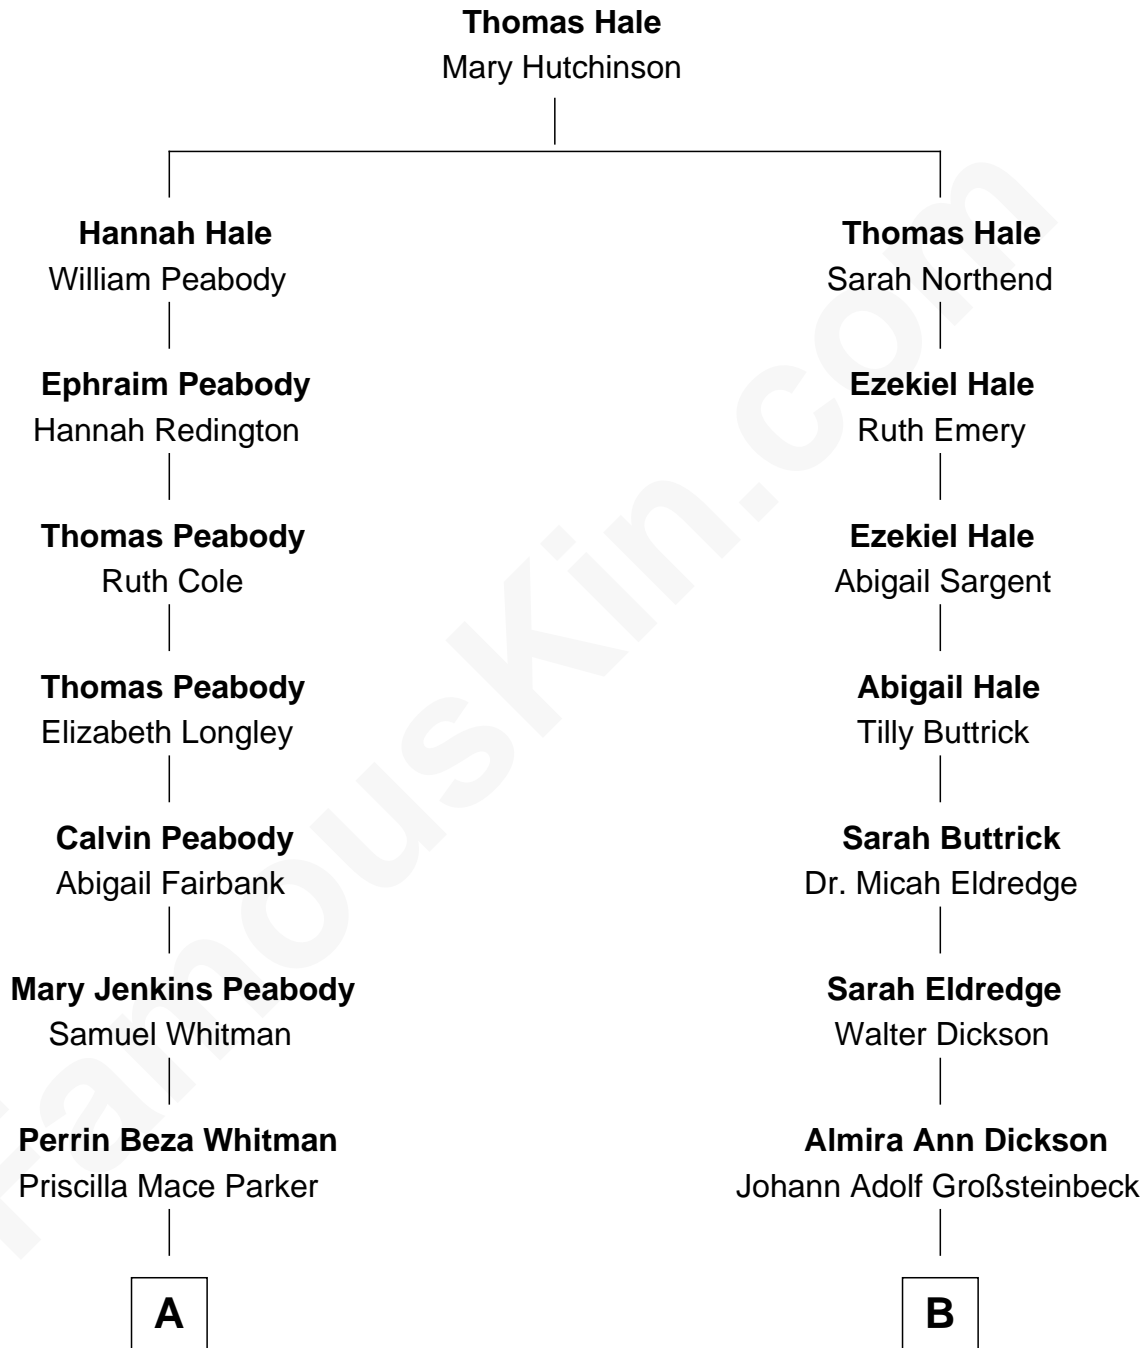 Thomas Hale
Mary Hutchinson
Hannah Hale
William Peabody
Thomas Hale
Sarah Northend
Ephraim Peabody
Hannah Redington
Ezekiel Hale
Ruth Emery
Thomas Peabody
Ruth Cole
Ezekiel Hale
Abigail Sargent
Thomas Peabody
Elizabeth Longley
Abigail Hale
Tilly Buttrick
Calvin Peabody
Abigail Fairbank
Sarah Buttrick
Dr. Micah Eldredge
Mary Jenkins Peabody
Samuel Whitman
Sarah Eldredge
Walter Dickson
Perrin Beza Whitman
Priscilla Mace Parker
Almira Ann Dickson
Johann Adolf Großsteinbeck
A
B
FamousKin.com